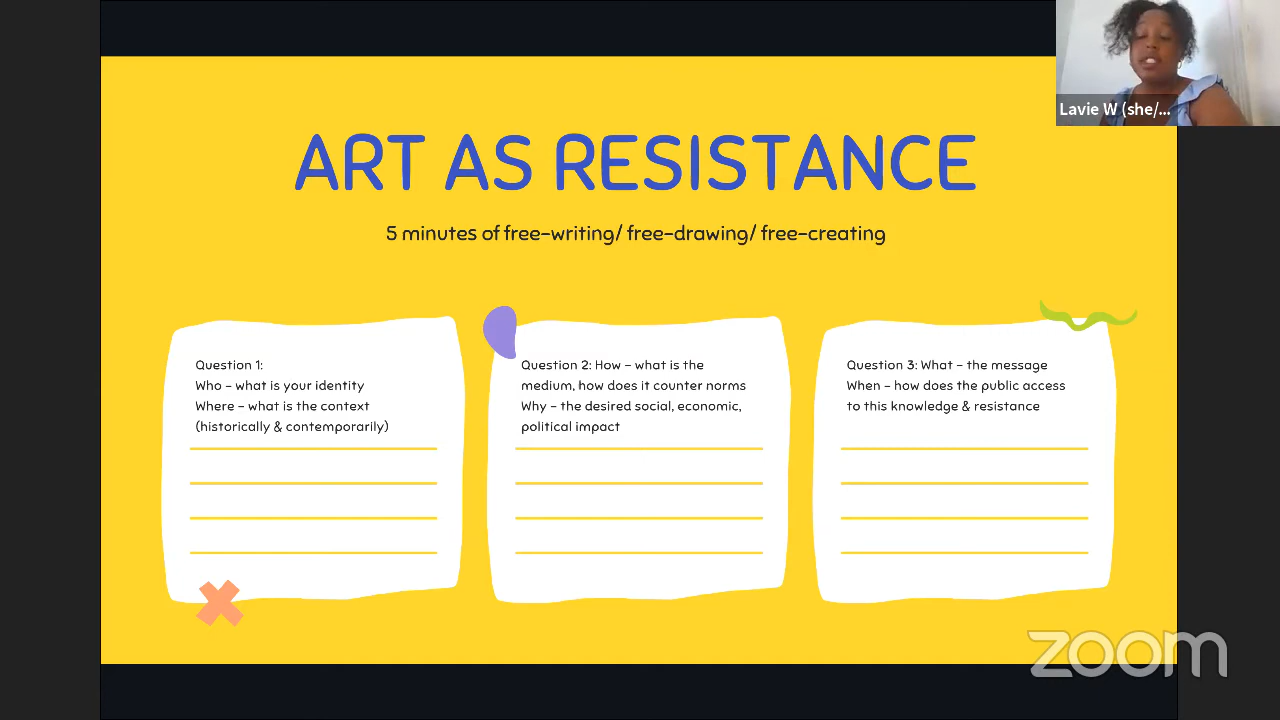 Lavie W (she/...
ART AS RESISTANCE
5 minutes of free-writing/ free-drawing/ free-creating
Question 1:
Who - what is your identity
Where - what is the context
(historically & contemporarily)
Question 2: How - what is the
medium, how does it counter norms
Why - the desired social, economic,
political impact
Question 3: What - the message
When - how does the public access
to this knowledge & resistance
zoom